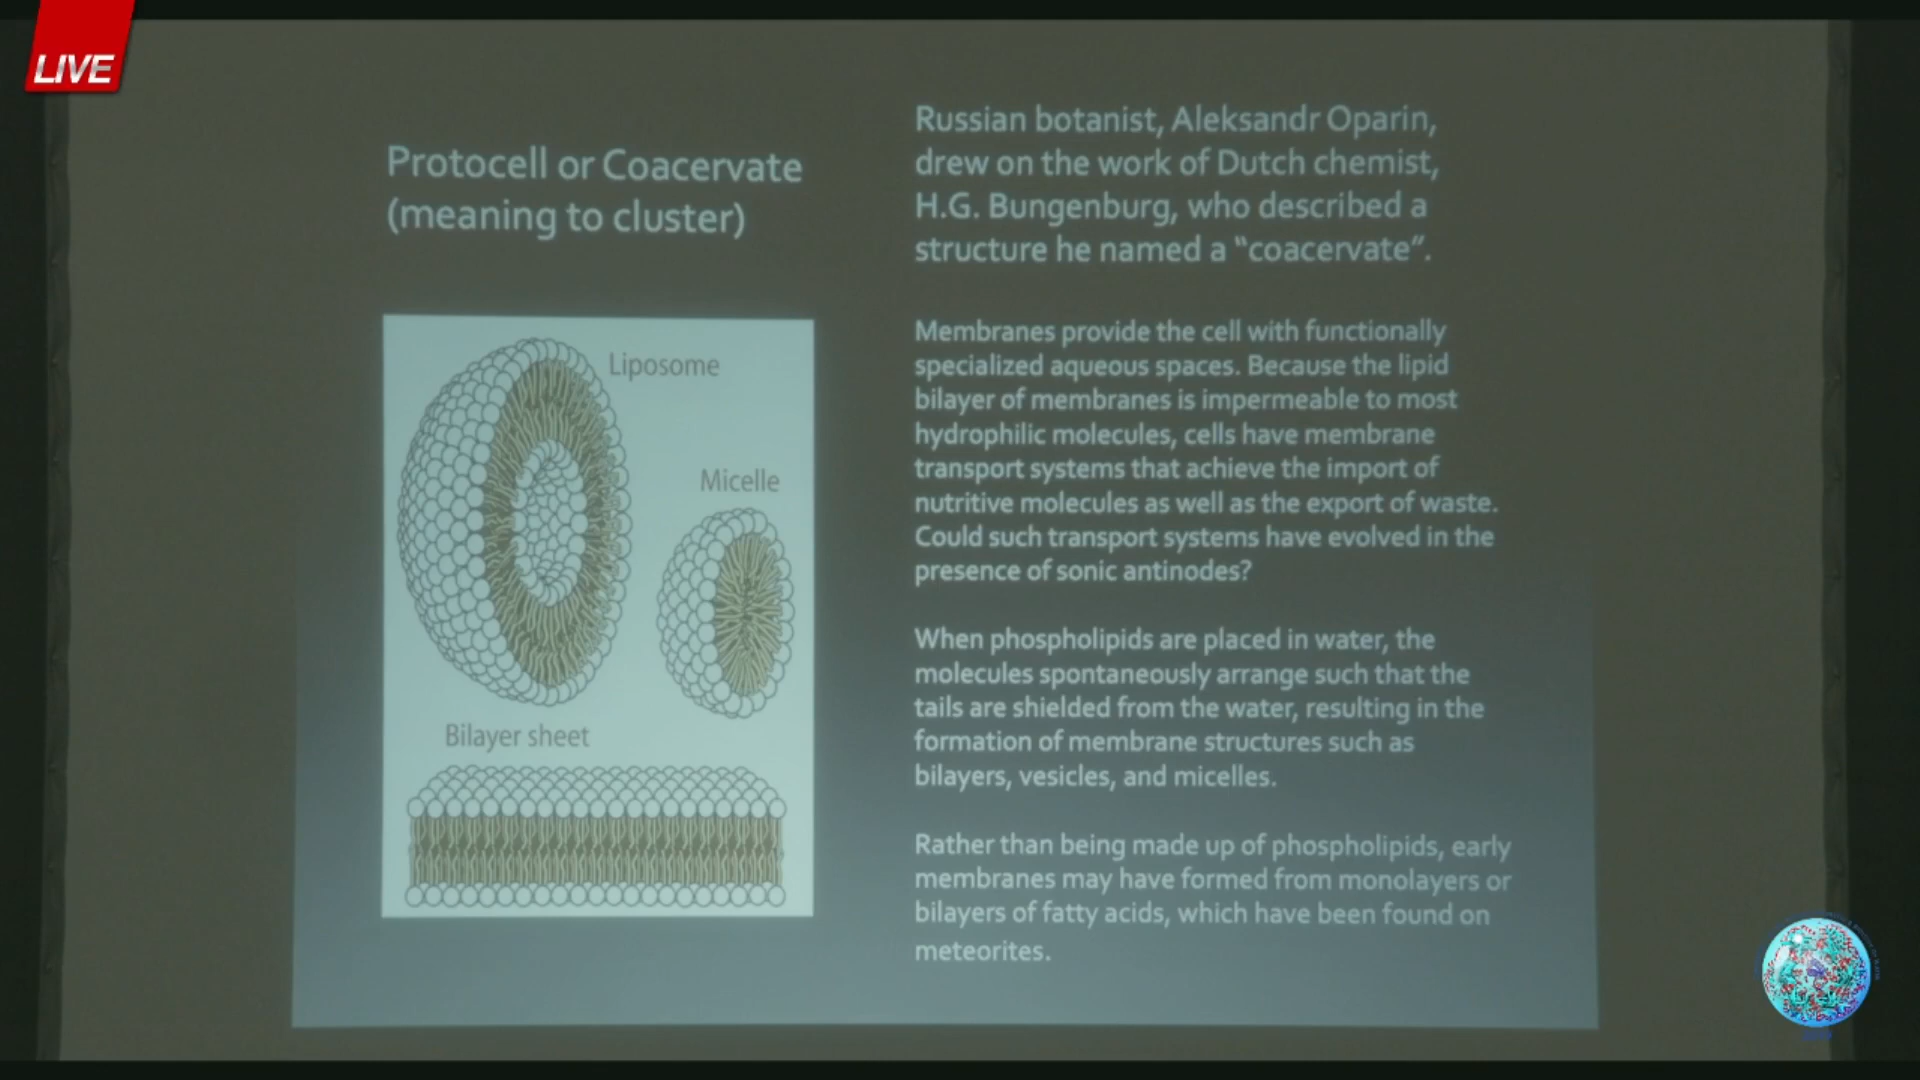 LIVE
Protocell or Coacervate
(meaning to cluster)
Liposome
Micelle
Bilayer sheet
Russian botanist, Aleksandr Oparin,
drew on the work of Dutch chemist,
H.G. Bungenburg, who described a
structure he named a "coacervate".
Membranes provide the cell with functionally
specialized aqueous spaces. Because the lipid
bilayer of membranes is impermeable to most
hydrophilic molecules, cells have membrane
transport systems that achieve the import of
nutritive molecules as well as the export of waste.
Could such transport systems have evolved in the
presence of sonic antinodes?
When phospholipids are placed in water, the
molecules spontaneously arrange such that the
tails are shielded from the water, resulting in the
formation of membrane structures such as
bilayers, vesicles, and micelles.
Rather than being made up of phospholipids, early
membranes may have formed from monolayers or
bilayers of fatty acids, which have been found on
meteorites.